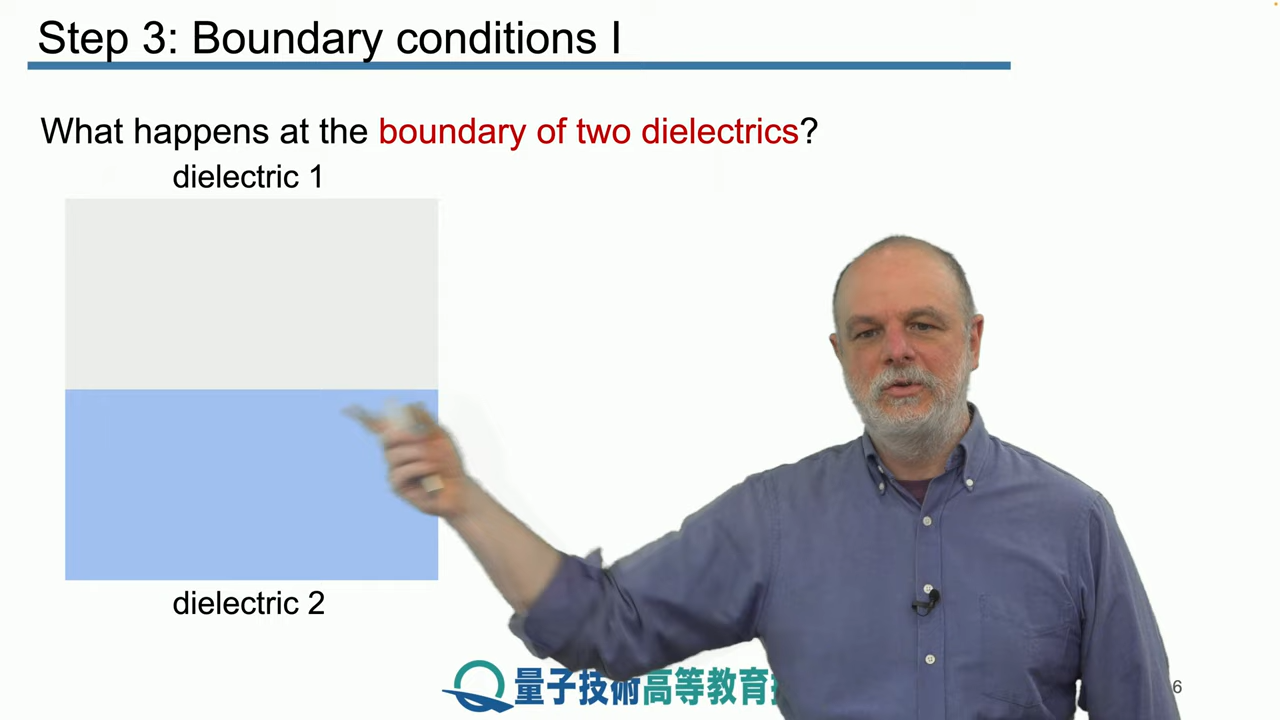 Step 3: Boundary conditions I
What happens at the boundary of two dielectrics?
dielectric 1
dielectric 2
量子技術高等教育
6